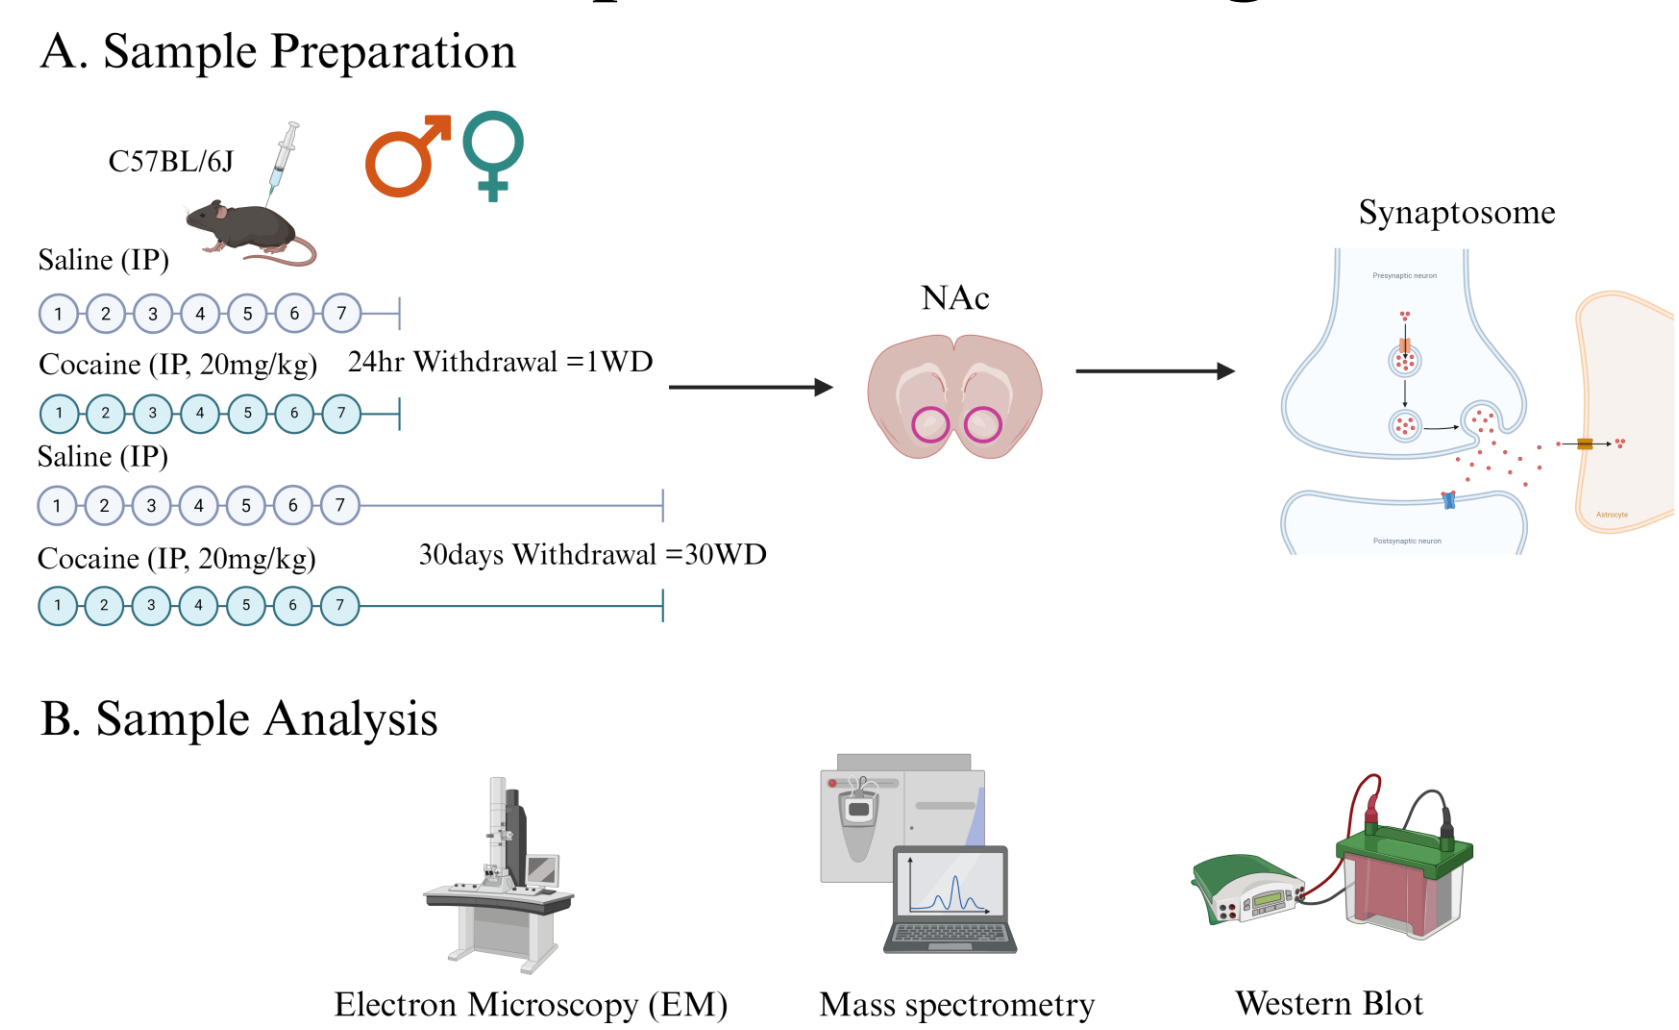 A. Sample Preparation
C57BL/6J
Saline (IP)
1 2 3 4 5 6 7
Cocaine (IP, 20mg/kg) 24hr Withdrawal =1WD
1 2 3 4 5 6 7
Saline (IP)
1 2 3 4 5 6 7
Cocaine (IP, 20mg/kg) 30days Withdrawal =30WD
1 2 3 4 5 6 7
NAc
Synaptosome
Presynaptic neuron
Astrocyte
Postsynaptic neuron
B. Sample Analysis
Electron Microscopy (EM)
Mass spectrometry
Western Blot